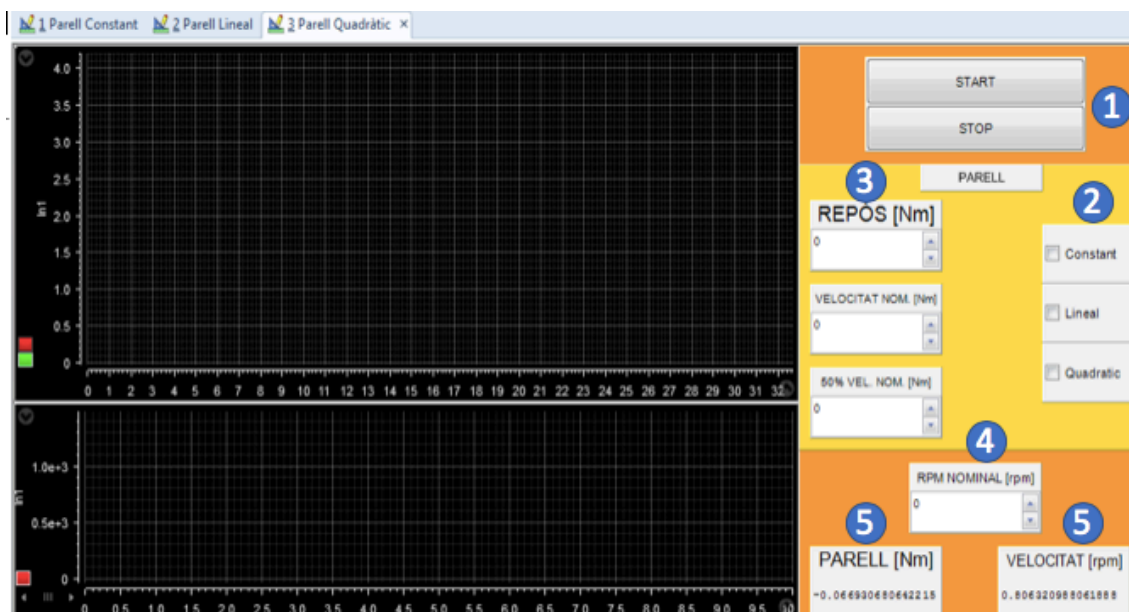 1 Parell Constant 2 Parell Lineal 3 Parell Quadràtic ×
4.0
3.5
3.0
2.5
2.0
1.5
1.0
0.5
0
In1
0 1 2 3 4 5 6 7 8 9 10 11 12 13 14 15 16 17 18 19 20 21 22 23 24 25 26 27 28 29 30 31 32
1.0e+3
0.5e+3
0
In1
0 0.5 1.0 1.5 2.0 2.5 3.0 3.5 4.0 4.5 5.0 5.5 6.0 6.5 7.0 7.5 8.0 8.5 9.0 9.5
START
1
STOP
PARELL
3
2
REPÒS [Nm]
0
Constant
VELOCITAT NOM. [Nm]
0
Lineal
50% VEL. NOM. [Nm]
0
Quadratic
4
RPM NOMINAL [rpm]
0
5
5
PARELL [Nm]
-0.066930680642215
VELOCITAT [rpm]
0.806320988061888